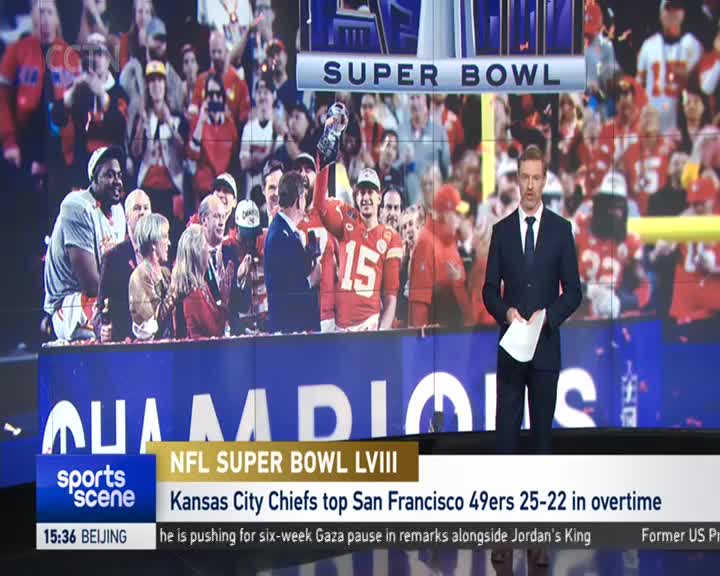 CGTN
SUPER BOWL
15
CHAMPIONS
NFL SUPER BOWL LVIII
sports scene
Kansas City Chiefs top San Francisco 49ers 25-22 in overtime
15:36 BEIJING
he is pushing for six-week Gaza pause in remarks alongside Jordan's King
Former US Pr